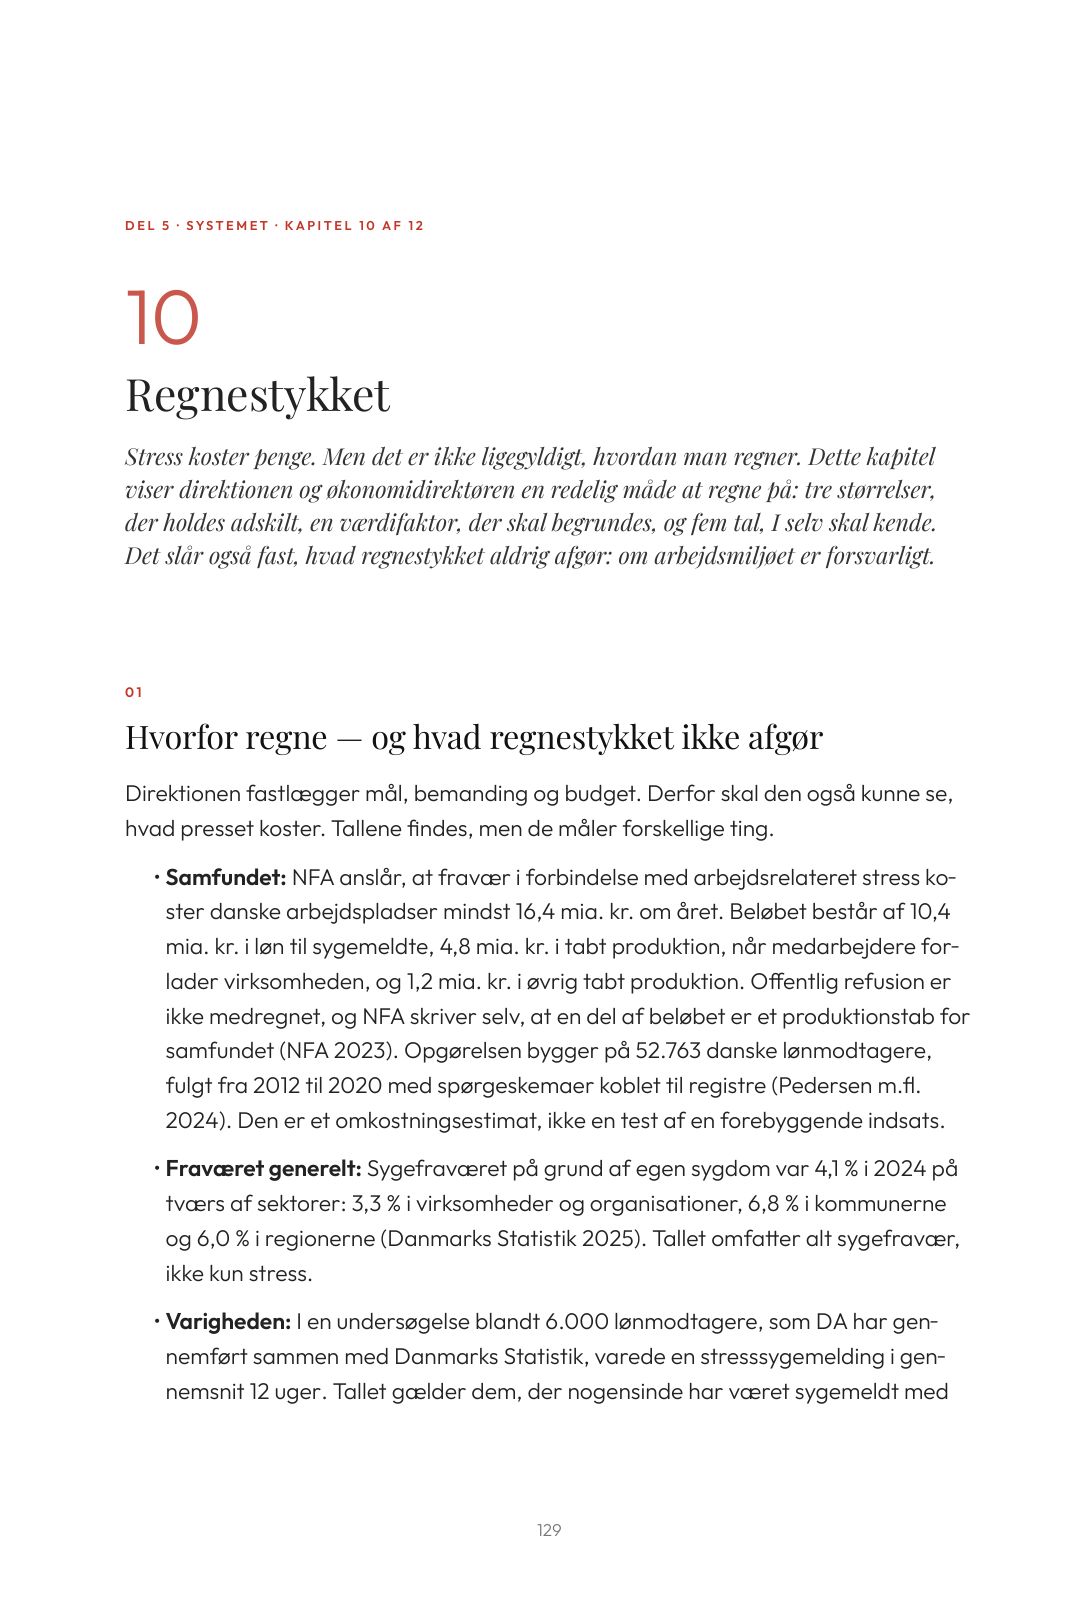 DEL 5 · SYSTEMET · KAPITEL 10 AF 12
10
Regnestykket
Stress koster penge. Men det er ikke ligegyldigt, hvordan man regner. Dette kapitel
viser direktionen og økonomidirektøren en redelig måde at regne på: tre størrelser,
der holdes adskilt, en værdifaktor, der skal begrundes, og fem tal, I selv skal kende.
Det slår også fast, hvad regnestykket aldrig afgør: om arbejdsmiljøet er forsvarligt.
01
Hvorfor regne — og hvad regnestykket ikke afgør
Direktionen fastlægger mål, bemanding og budget. Derfor skal den også kunne se,
hvad presset koster. Tallene findes, men de måler forskellige ting.
· Samfundet: NFA anslår, at fravær i forbindelse med arbejdsrelateret stress ko-
ster danske arbejdspladser mindst 16,4 mia. kr. om året. Beløbet består af 10,4
mia. kr. i løn til sygemeldte, 4,8 mia. kr. i tabt produktion, når medarbejdere for-
lader virksomheden, og 1,2 mia. kr. i øvrig tabt produktion. Offentlig refusion er
ikke medregnet, og NFA skriver selv, at en del af beløbet er et produktionstab for
samfundet (NFA 2023). Opgørelsen bygger på 52.763 danske lønmodtagere,
fulgt fra 2012 til 2020 med spørgeskemaer koblet til registre (Pedersen m.fl.
2024). Den er et omkostningsestimat, ikke en test af en forebyggende indsats.
· Fraværet generelt: Sygefraværet på grund af egen sygdom var 4,1 % i 2024 på
tværs af sektorer: 3,3 % i virksomheder og organisationer, 6,8 % i kommunerne
og 6,0 % i regionerne (Danmarks Statistik 2025). Tallet omfatter alt sygefravær,
ikke kun stress.
· Varigheden: I en undersøgelse blandt 6.000 lønmodtagere, som DA har gen-
nemført sammen med Danmarks Statistik, varede en stresssygemelding i gen-
nemsnit 12 uger. Tallet gælder dem, der nogensinde har været sygemeldt med
129